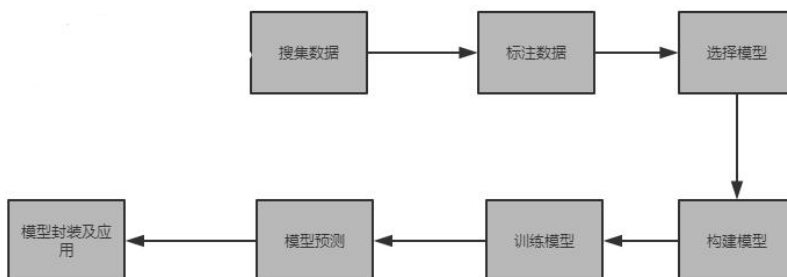 搜集数据
标注数据
选择模型
构建模型
训练模型
模型预测
模型封装及应
用